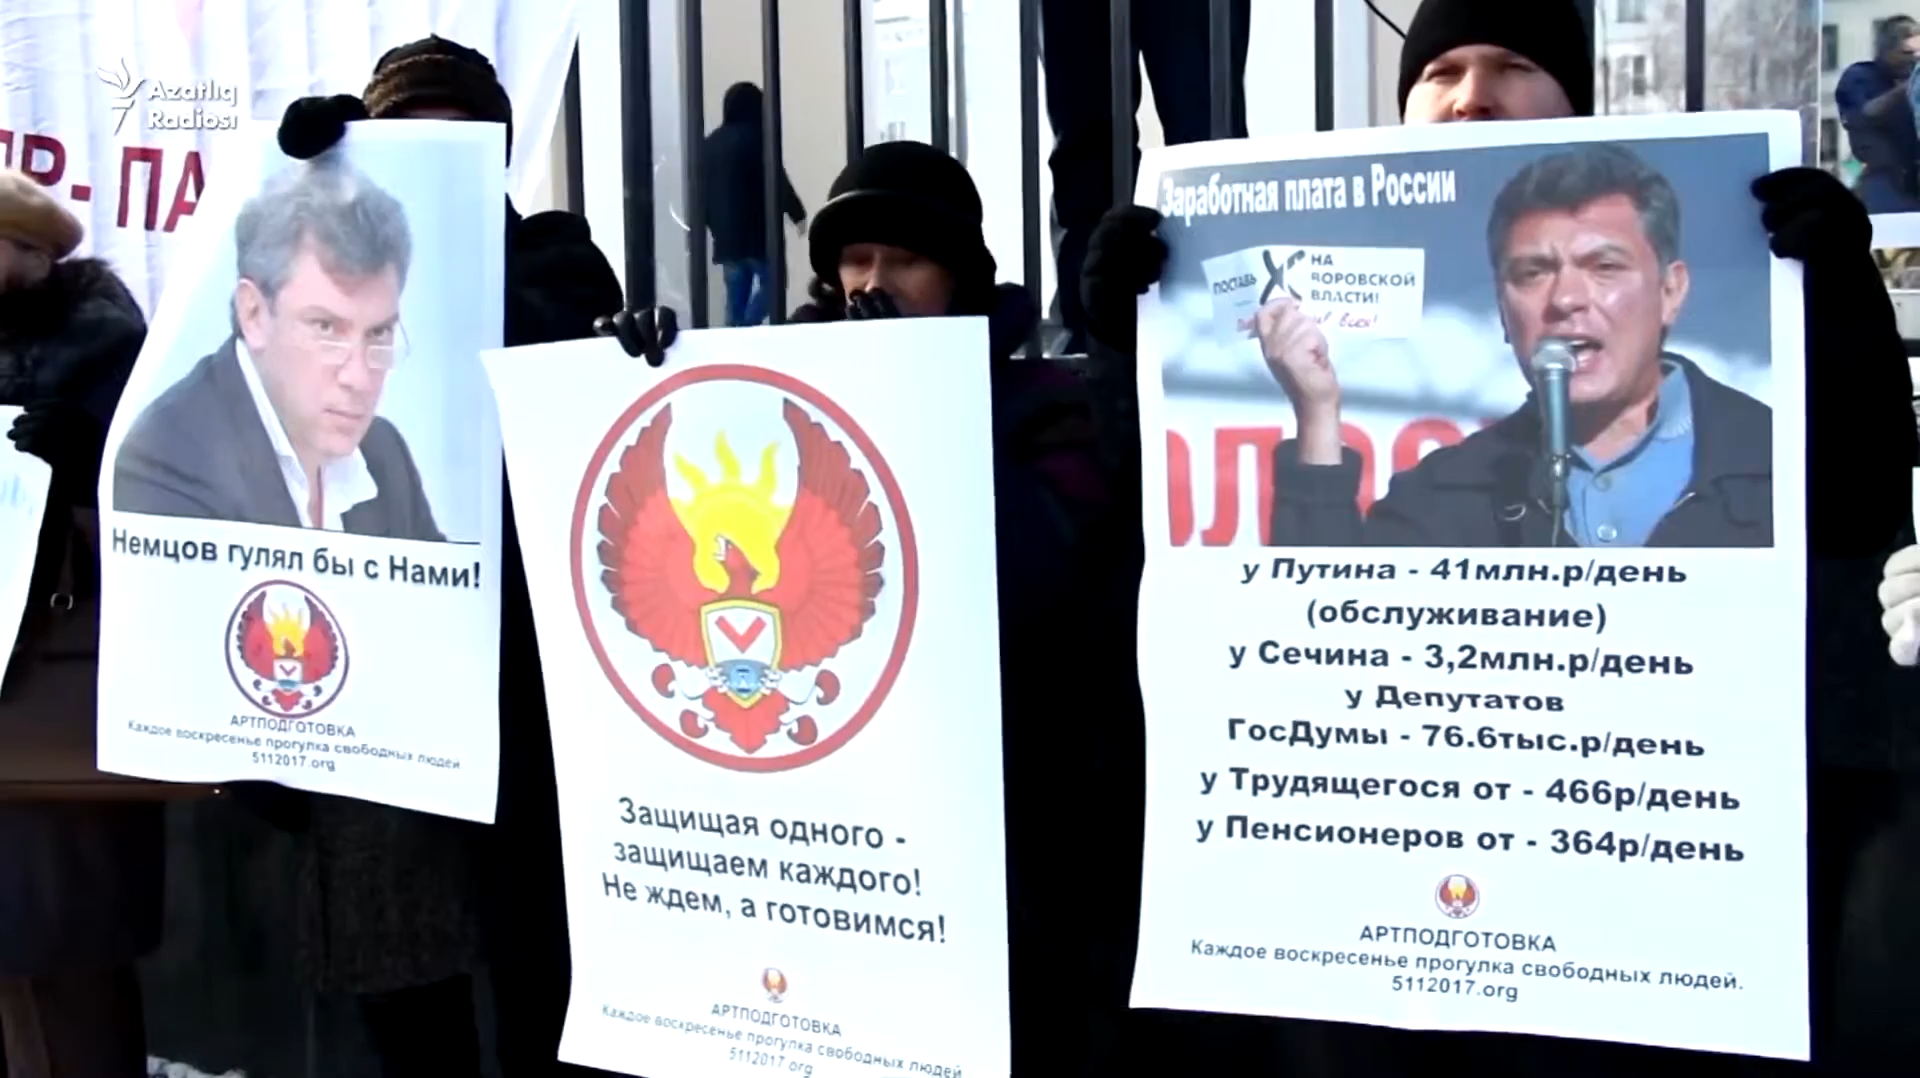 Azatlıq
Radiosı
Немцов гулял бы с Нами!
АРТПОДГОТОВКА
Каждое воскресенье прогулка свободных людей
5112017.org
Защищая одного -
защищаем каждого!
Не ждем, а готовимся!
АРТПОДГОТОВКА
Каждое воскресенье прогулка свободных людей
5112017.org
Заработная плата в России
ПОСТАВЬ
НА
ВОРОВСКОЙ
ВЛАСТИ!
всех!
у Путина - 41млн.р/день
(обслуживание)
у Сечина - 3,2млн.р/день
у Депутатов
ГосДумы - 76.6тыс.р/день
у Трудящегося от - 466р/день
у Пенсионеров от - 364р/день
АРТПОДГОТОВКА
Каждое воскресенье прогулка свободных людей.
5112017.org